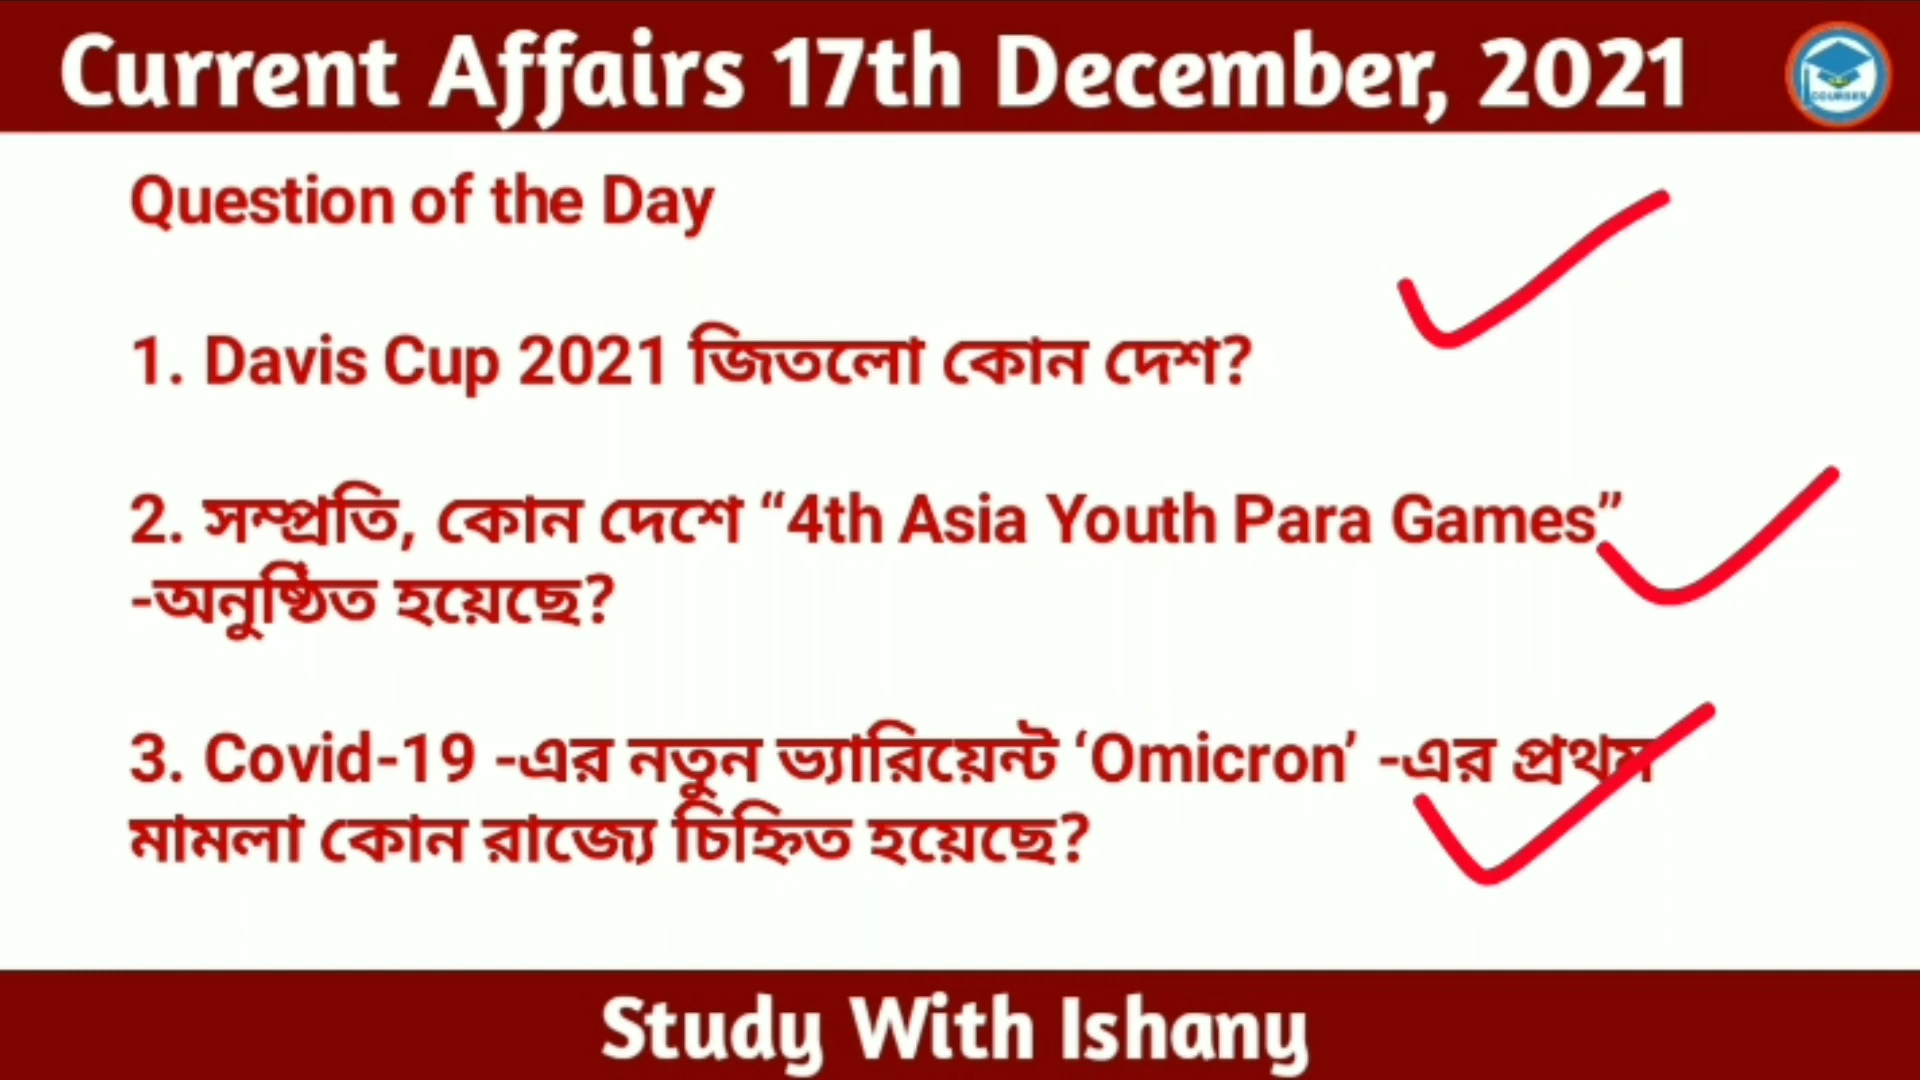 Current Affairs 17th December, 2021
COURSES
Question of the Day
1. Davis Cup 2021 জিতলো কোন দেশ?
2. সম্প্রতি, কোন দেশে “4th Asia Youth Para Games”
-অনুষ্ঠিত হয়েছে?
3. Covid-19 -এর নতুন ভ্যারিয়েন্ট ‘Omicron’ -এর প্রথম
মামলা কোন রাজ্যে চিহ্নিত হয়েছে?
Study With Ishany